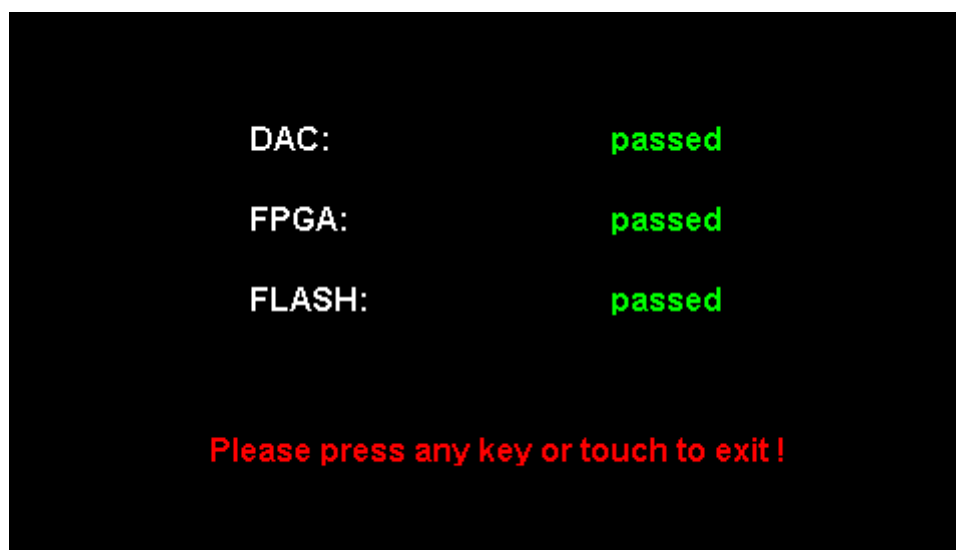 DAC: passed
FPGA: passed
FLASH: passed
Please press any key or touch to exit !